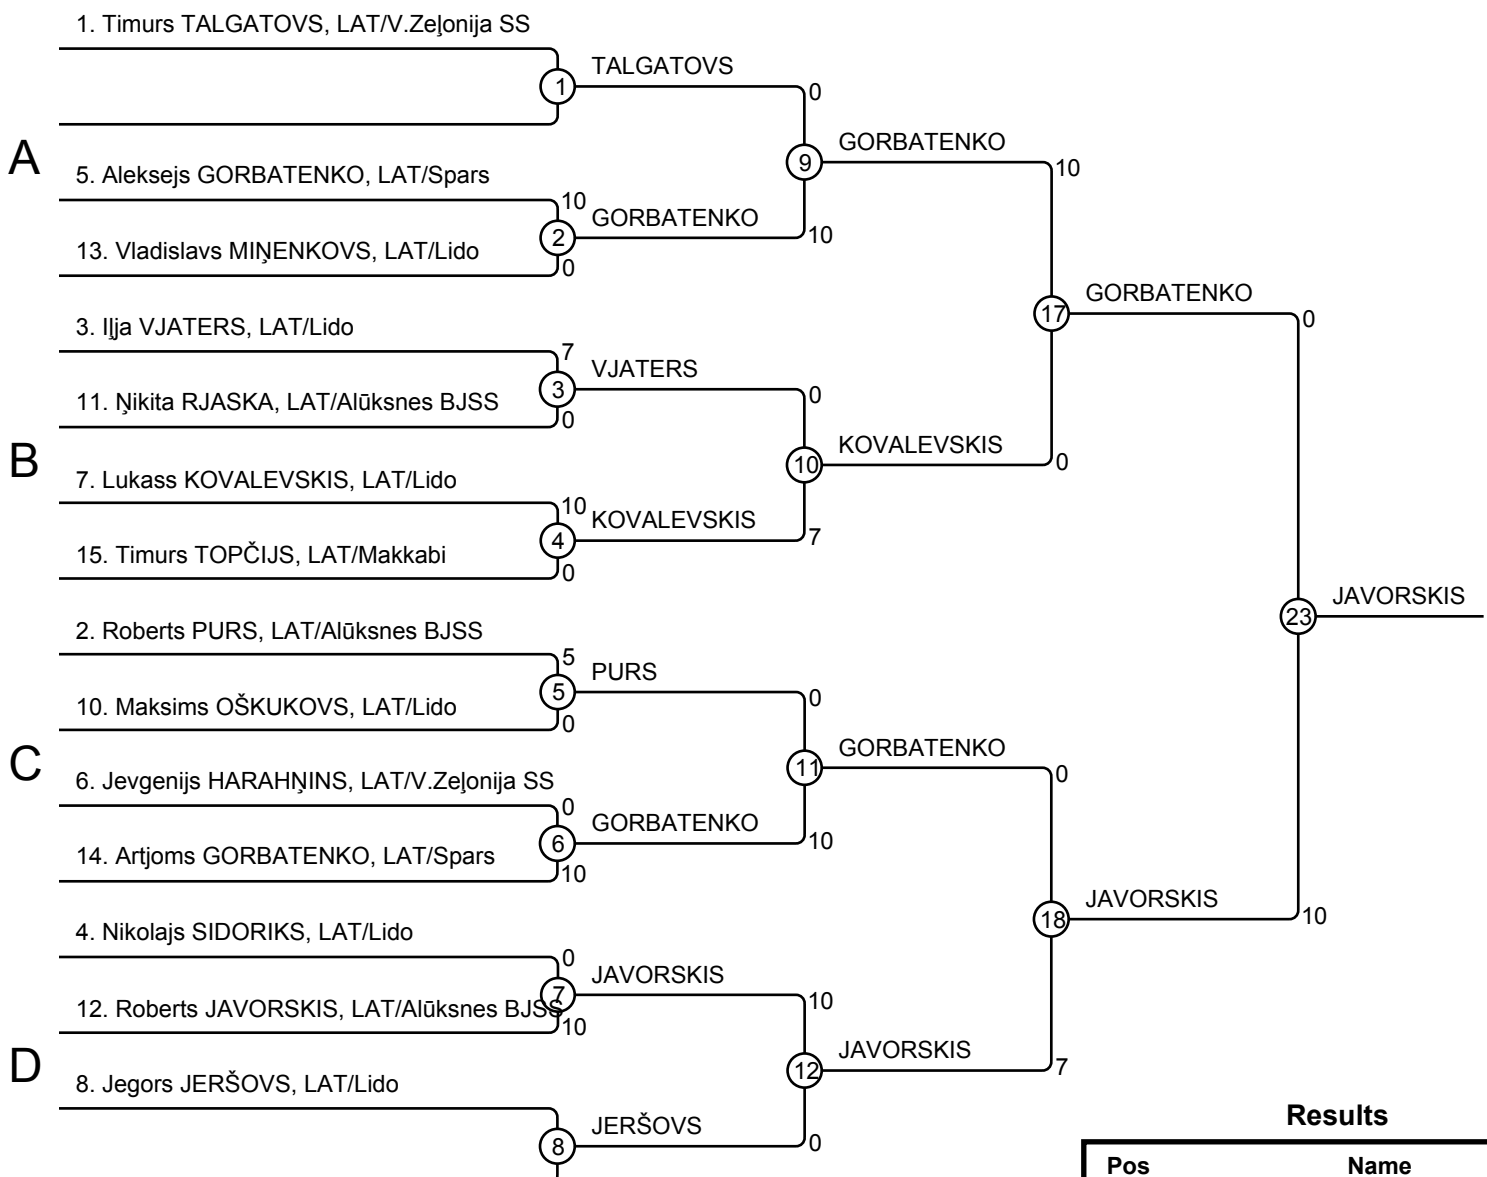 1. Timurs TALGATOVS, LAT/V.Zeļonija SS
TALGATOVS
1
0
A
GORBATENKO
9
10
5. Aleksejs GORBATENKO, LAT/Spars
10
GORBATENKO
2
10
13. Vladislavs MIŅENKOVS, LAT/Lido
0
GORBATENKO
17
0
3. Iļja VJATERS, LAT/Lido
7
VJATERS
3
0
11. Ņikita RJASKA, LAT/Alūksnes BJSS
0
B
KOVALEVSKIS
10
0
7. Lukass KOVALEVSKIS, LAT/Lido
10
KOVALEVSKIS
4
7
15. Timurs TOPČIJS, LAT/Makkabi
0
JAVORSKIS
23
2. Roberts PURS, LAT/Alūksnes BJSS
5
PURS
5
0
10. Maksims OŠKUKOVS, LAT/Lido
0
C
GORBATENKO
11
0
6. Jevgenijs HARAHŅINS, LAT/V.Zeļonija SS
0
GORBATENKO
6
10
14. Artjoms GORBATENKO, LAT/Spars
10
JAVORSKIS
18
10
4. Nikolajs SIDORIKS, LAT/Lido
0
JAVORSKIS
7
10
12. Roberts JAVORSKIS, LAT/Alūksnes BJSS
10
D
JAVORSKIS
12
7
8. Jegors JERŠOVS, LAT/Lido
JERŠOVS
8
0
Results
Pos Name